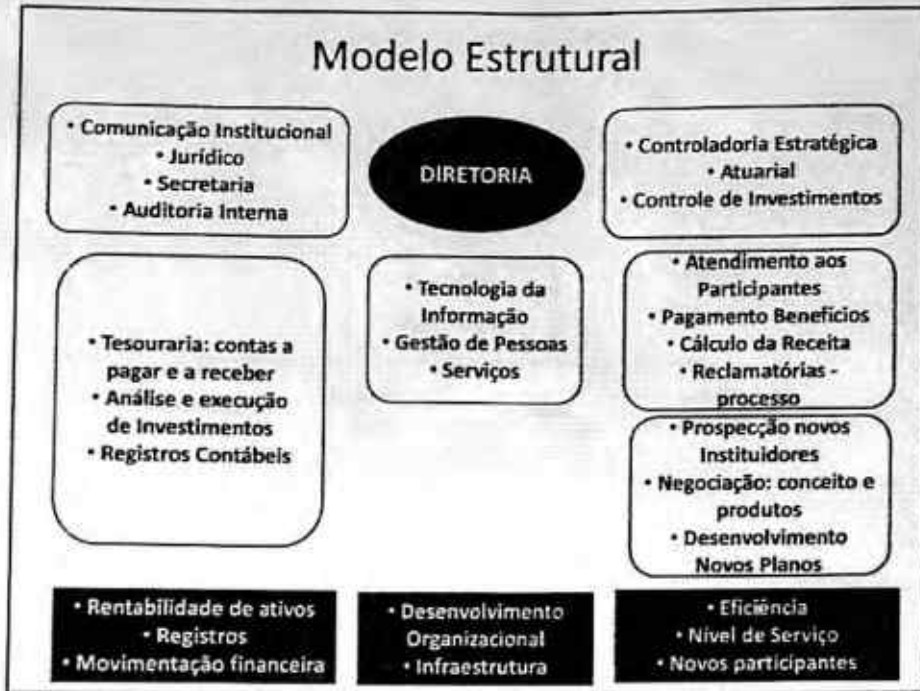 Modelo Estrutural
• Comunicação Institucional
• Jurídico
• Secretaria
• Auditoria Interna
DIRETORIA
• Controladoria Estratégica
• Atuarial
• Controle de Investimentos
• Tesouraria: contas a
pagar e a receber
• Análise e execução
de Investimentos
• Registros Contábeis
• Tecnologia da
Informação
• Gestão de Pessoas
• Serviços
• Atendimento aos
Participantes
• Pagamento Benefícios
• Cálculo da Receita
• Reclamatórias -
processo
• Prospecção novos
Instituidores
• Negociação: conceito e
produtos
• Desenvolvimento
Novos Planos
• Rentabilidade de ativos
• Registros
• Movimentação financeira
• Desenvolvimento
Organizacional
• Infraestrutura
• Eficiência
• Nível de Serviço
• Novos participantes